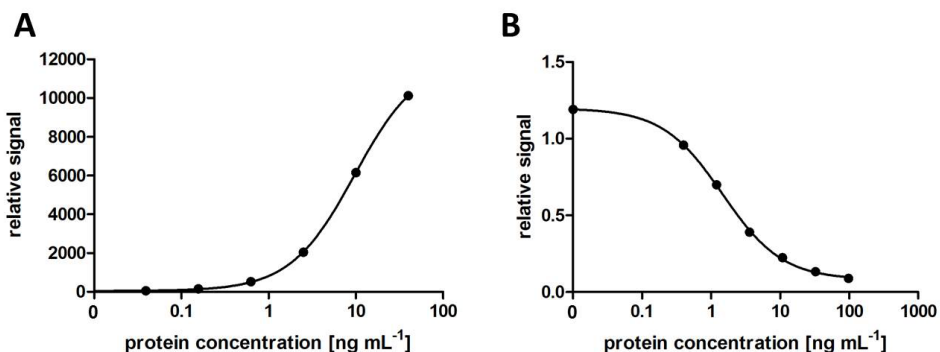 A
relative signal
12000
10000
8000
6000
4000
2000
0
0 0.1 1 10 100
protein concentration [ng mL⁻¹]
B
relative signal
1.5
1.0
0.5
0.0
0 0.1 1 10 100 1000
protein concentration [ng mL⁻¹]